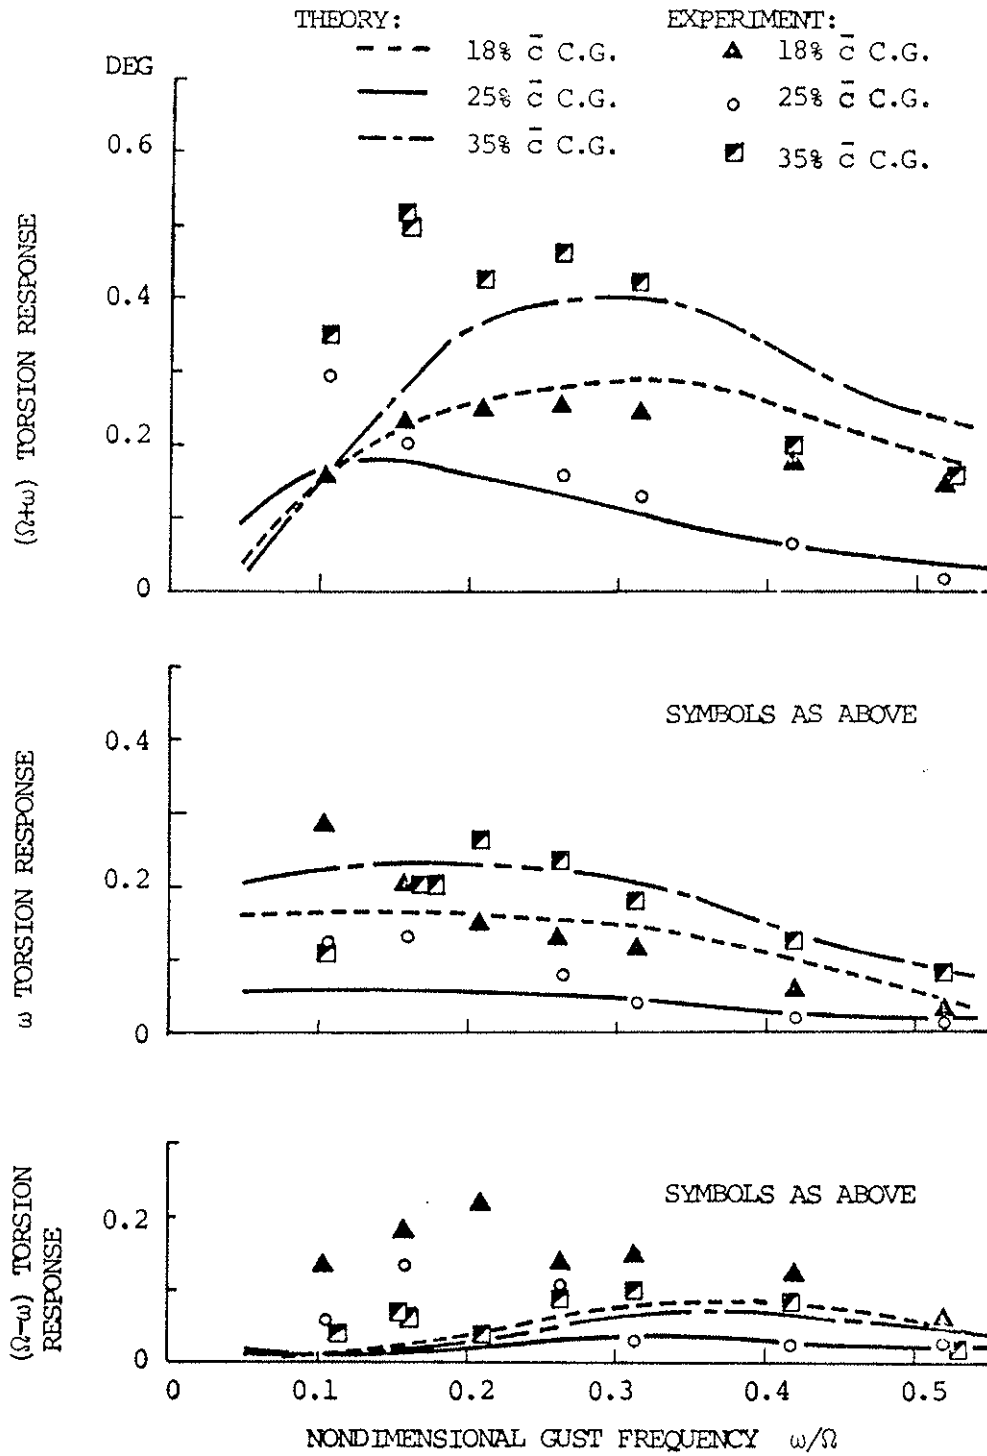 THEORY: EXPERIMENT:
18% c̄ C.G. 18% c̄ C.G.
DEG
25% c̄ C.G. 25% c̄ C.G.
0.6
35% c̄ C.G. 35% c̄ C.G.
(Ω+ω) TORSION RESPONSE
0.4
0.2
0
SYMBOLS AS ABOVE
0.4
ω TORSION RESPONSE
0.2
0
SYMBOLS AS ABOVE
(Ω-ω) TORSION
RESPONSE
0.2
0
0 0.1 0.2 0.3 0.4 0.5
NONDIMENSIONAL GUST FREQUENCY ω/Ω